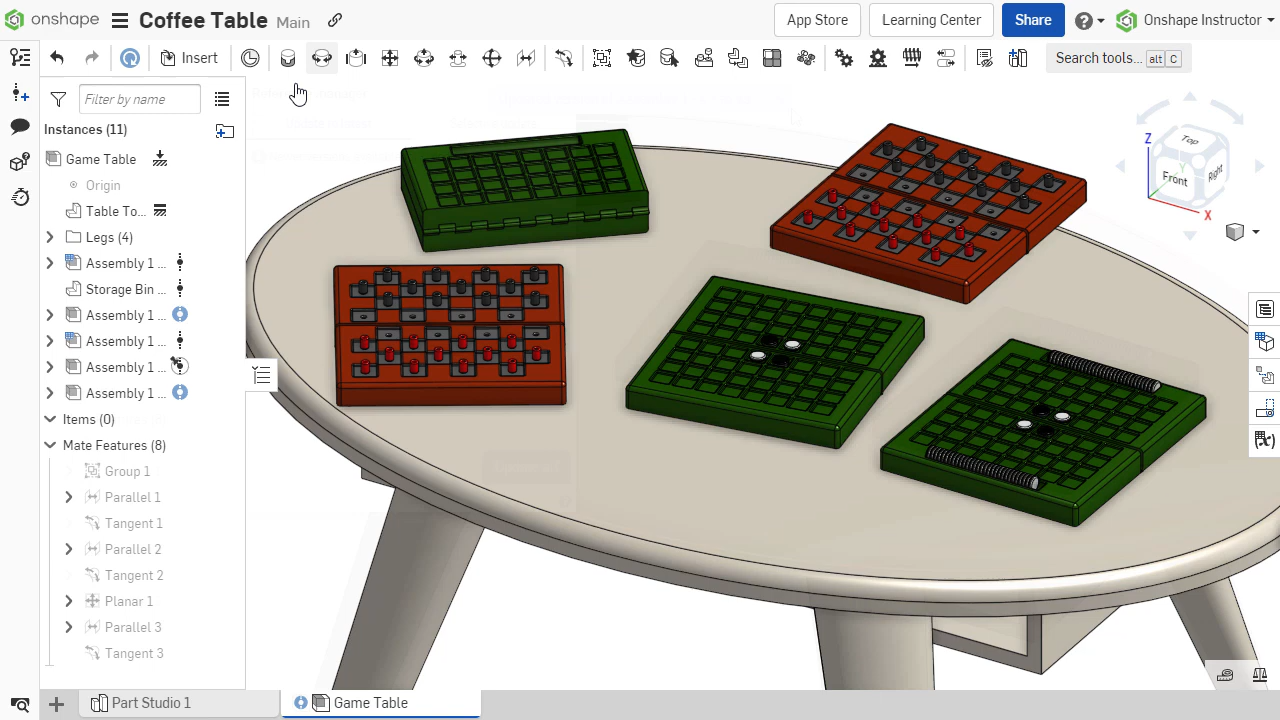 onshape Coffee Table Main App Store Learning Center Share Onshape Instructor
Insert Search tools... alt C
Filter by name
Instances (11)
Game Table
Origin
Table To...
Legs (4)
Assembly 1 ...
Storage Bin ...
Assembly 1 ...
Assembly 1 ...
Assembly 1 ...
Assembly 1 ...
Items (0)
Mate Features (8)
Group 1
Parallel 1
Tangent 1
Parallel 2
Tangent 2
Planar 1
Parallel 3
Tangent 3
Z
Top
Y
Front
Right
X
(x)
Part Studio 1
Game Table